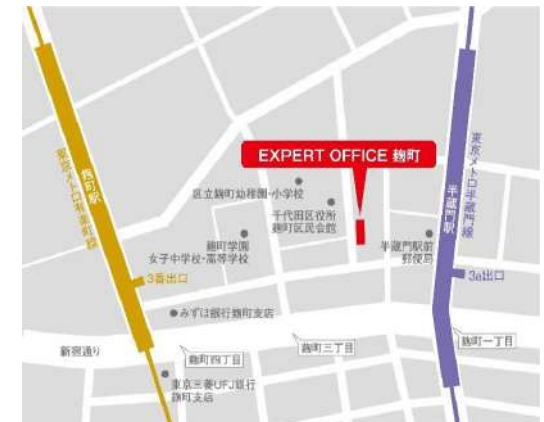 EXPERT OFFICE 麹町
東京メトロ有楽町線
麹町駅
東京メトロ半蔵門線
半蔵門駅
区立麹町幼稚園・小学校
千代田区役所
麹町区民会館
麹町学園
女子中学校・高等学校
半蔵門駅前
郵便局
3番出口
3a出口
みずほ銀行麹町支店
新宿通り
麹町四丁目
麹町三丁目
麹町一丁目
東京三菱UFJ銀行
麹町支店